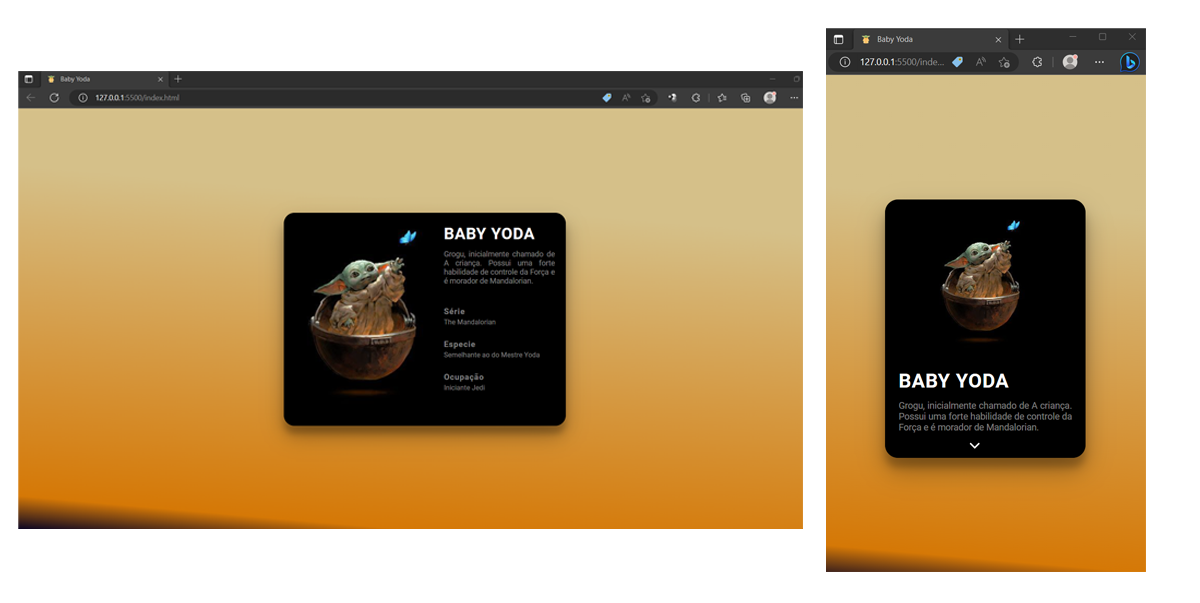 Baby Yoda
127.0.0.1:5500/index.html
BABY YODA
Grogu, inicialmente chamado de
A criança. Possui uma forte
habilidade de controle da Força e
é morador de Mandalorian.
Série
The Mandalorian
Especie
Semelhante ao do Mestre Yoda
Ocupação
Iniciante Jedi
Baby Yoda
127.0.0.1:5500/inde...
BABY YODA
Grogu, inicialmente chamado de A criança.
Possui uma forte habilidade de controle da
Força e é morador de Mandalorian.